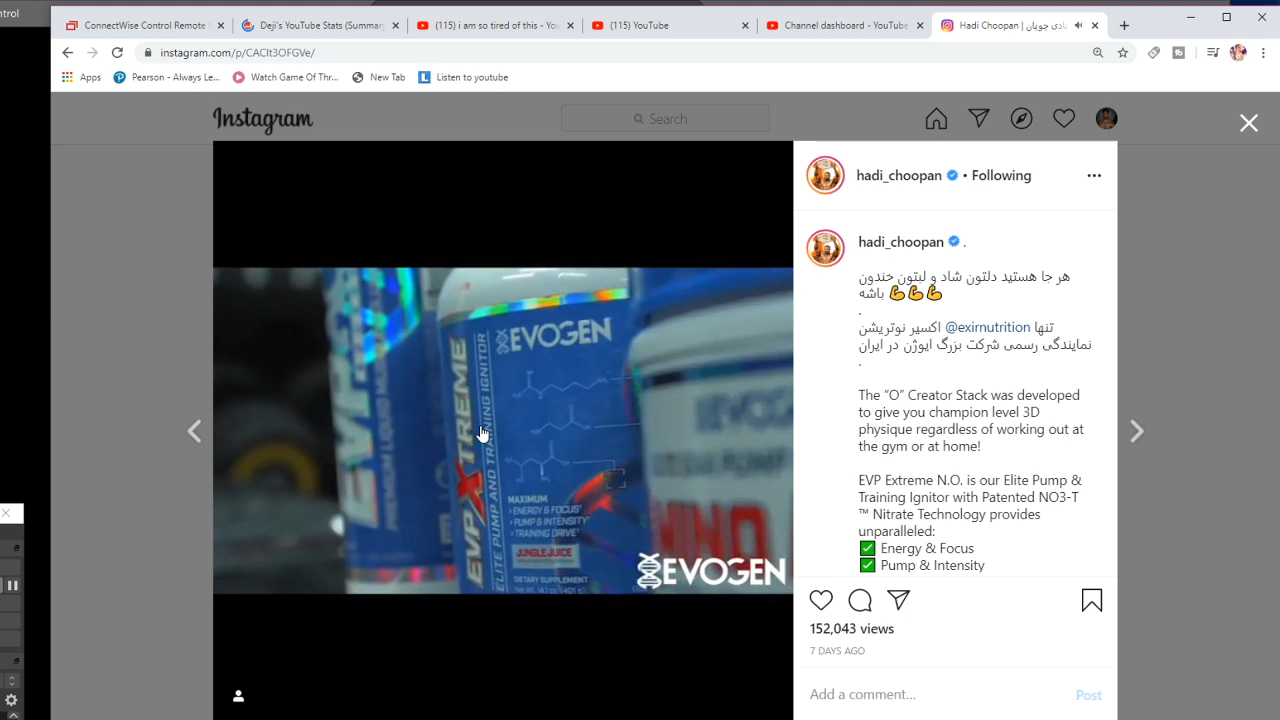 ntrol
ConnectWise Control Remote
Deji's YouTube Stats (Summary
(115) i am so tired of this - You
(115) YouTube
Channel dashboard - YouTube
Hadi Choopan | هادی چوپان
instagram.com/p/CAClt3OFGVe/
Apps
Pearson - Always Le...
Watch Game Of Thr...
New Tab
Listen to youtube
Instagram
Search
hadi_choopan • Following
hadi_choopan .
هر جا هستید دلتون شاد و لبتون خندون
باشه 💪💪💪
.
تنها @exirnutrition اکسیر نوتریشن
نمایندگی رسمی شرکت بزرگ ایوژن در ایران
.
The “O” Creator Stack was developed
to give you champion level 3D
physique regardless of working out at
the gym or at home!
EVP Extreme N.O. is our Elite Pump &
Training Ignitor with Patented NO3-T
™ Nitrate Technology provides
unparalleled:
✅ Energy & Focus
✅ Pump & Intensity
152,043 views
7 DAYS AGO
Add a comment...
Post
EVOGEN
EVP XTREME
ELITE PUMP AND TRAINING IGNITOR
MAXIMUM
› ENERGY & FOCUS
› PUMP & INTENSITY
› TRAINING DRIVE
JUNGLE JUICE
DETARY SUPPLEMENT
EVOGEN